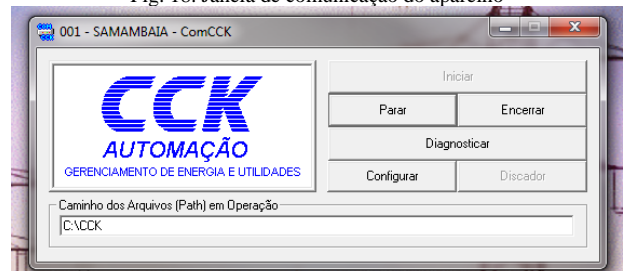 Fig. 18. Janela de comunicação do aparelho
001 - SAMAMBAIA - ComCCK
CCK
AUTOMAÇÃO
GERENCIAMENTO DE ENERGIA E UTILIDADES
Iniciar
Parar
Encerrar
Diagnosticar
Configurar
Discador
Caminho dos Arquivos (Path) em Operação
C:\CCK